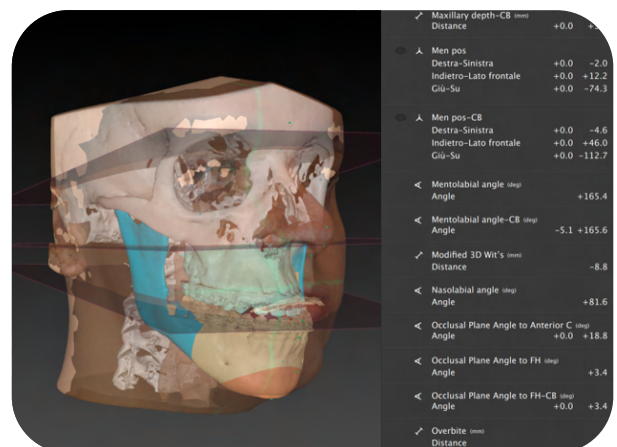 Maxillary depth-CB (mm)
Distance +0.0
Men pos
Destra-Sinistra +0.0 -2.0
Indietro-Lato frontale +0.0 +12.2
Giù-Su +0.0 -74.3
Men pos-CB
Destra-Sinistra +0.0 -4.6
Indietro-Lato frontale +0.0 +46.0
Giù-Su +0.0 -112.7
Mentolabial angle (deg)
Angle +165.4
Mentolabial angle-CB (deg)
Angle -5.1 +165.6
Modified 3D Wit's (mm)
Distance -8.8
Nasolabial angle (deg)
Angle +81.6
Occlusal Plane Angle to Anterior C (deg)
Angle +0.0 +18.8
Occlusal Plane Angle to FH (deg)
Angle +3.4
Occlusal Plane Angle to FH-CB (deg)
Angle +0.0 +3.4
Overbite (mm)
Distance